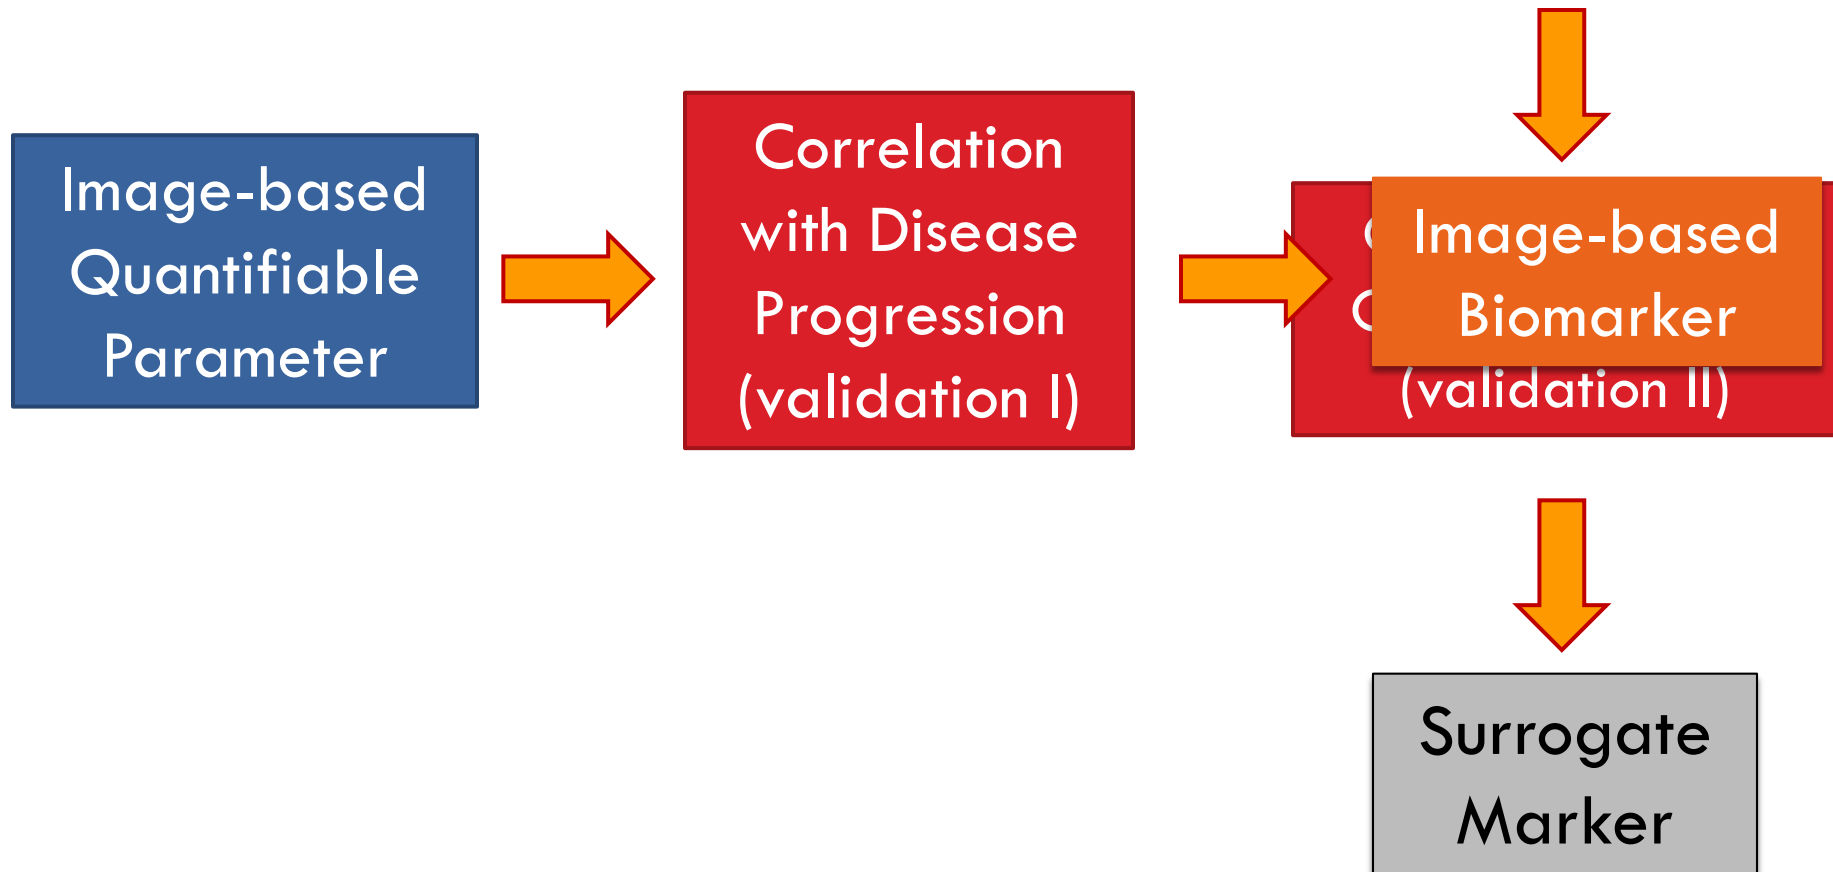 Image-based
Quantifiable
Parameter
Correlation
with Disease
Progression
(validation I)
Image-based
Biomarker
(validation II)
Surrogate
Marker